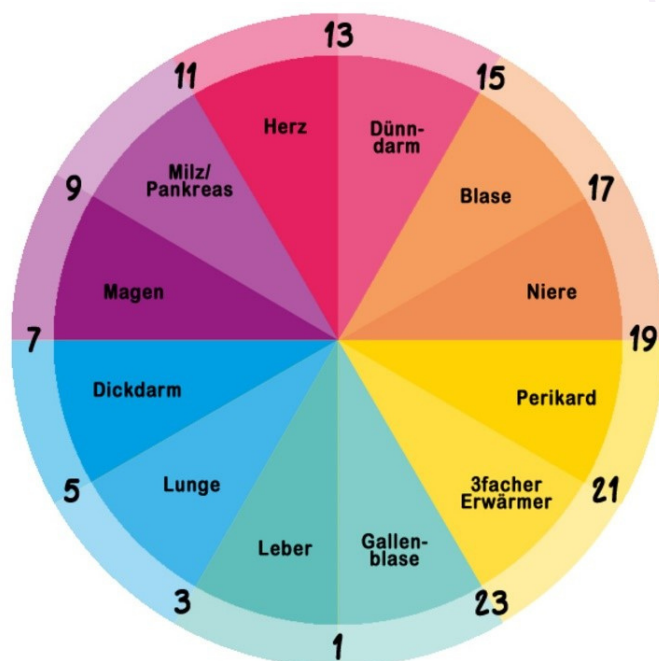 13
11
15
Herz
Dünn-
darm
Milz/
Pankreas
9
17
Blase
Magen
Niere
7
19
Dickdarm
Perikard
5
Lunge
3facher
Erwärmer
21
Leber
Gallen-
blase
3
23
1